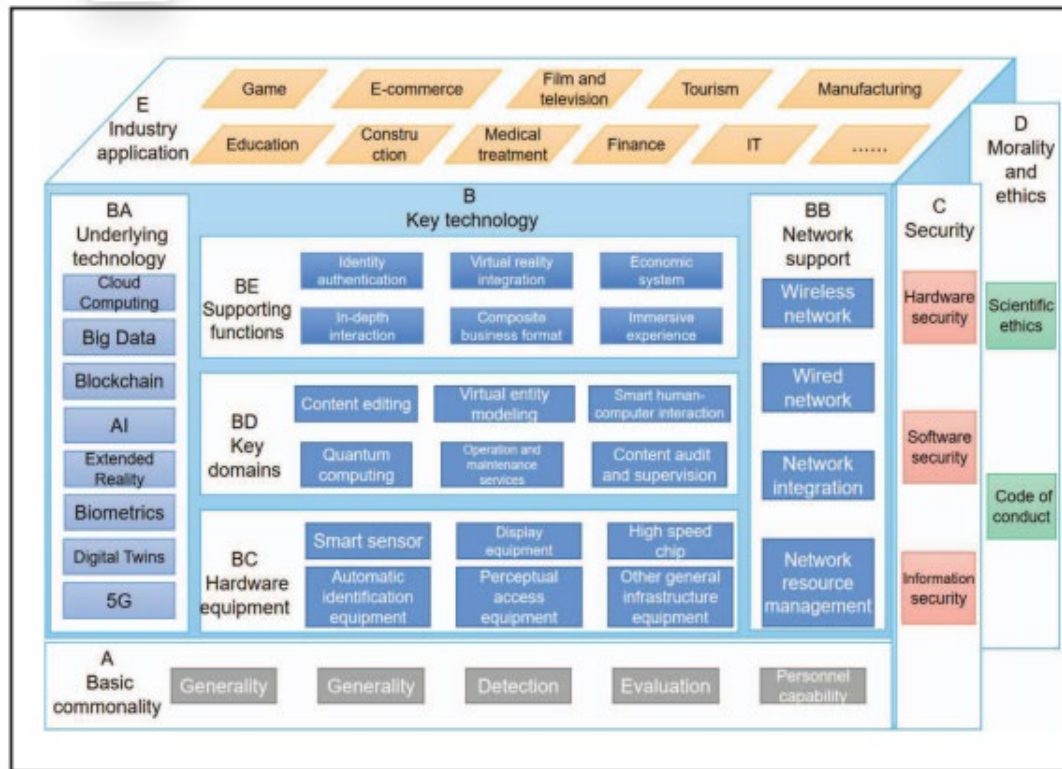 E
Industry
application
Game
E-commerce
Film and
television
Tourism
Manufacturing
Education
Constru
ction
Medical
treatment
Finance
IT
......
D
Morality
and
ethics
Scientific
ethics
Code of
conduct
C
Security
Hardware
security
Software
security
Information
security
B
Key technology
BA
Underlying
technology
Cloud
Computing
Big Data
Blockchain
AI
Extended
Reality
Biometrics
Digital Twins
5G
BE
Supporting
functions
Identity
authentication
Virtual reality
integration
Economic
system
In-depth
interaction
Composite
business format
Immersive
experience
BD
Key
domains
Content editing
Virtual entity
modeling
Smart human-
computer interaction
Quantum
computing
Operation and
maintenance
services
Content audit
and supervision
BC
Hardware
equipment
Smart sensor
Display
equipment
High speed
chip
Automatic
identification
equipment
Perceptual
access
equipment
Other general
infrastructure
equipment
BB
Network
support
Wireless
network
Wired
network
Network
integration
Network
resource
management
A
Basic
commonality
Generality
Generality
Detection
Evaluation
Personnel
capability